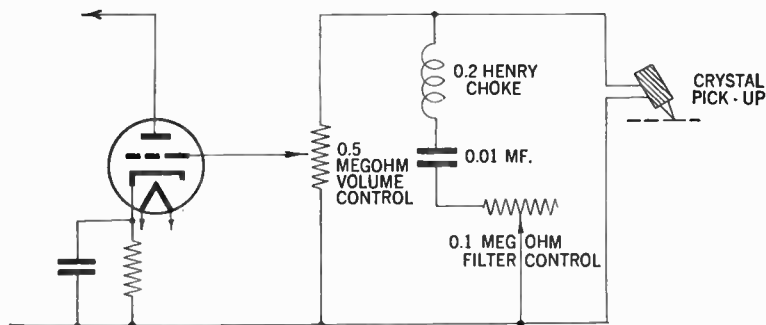 0.2 HENRY
CHOKE
CRYSTAL
PICK-UP
0.5
MEGOHM
VOLUME
CONTROL
0.01 MF.
0.1 MEG OHM
FILTER CONTROL